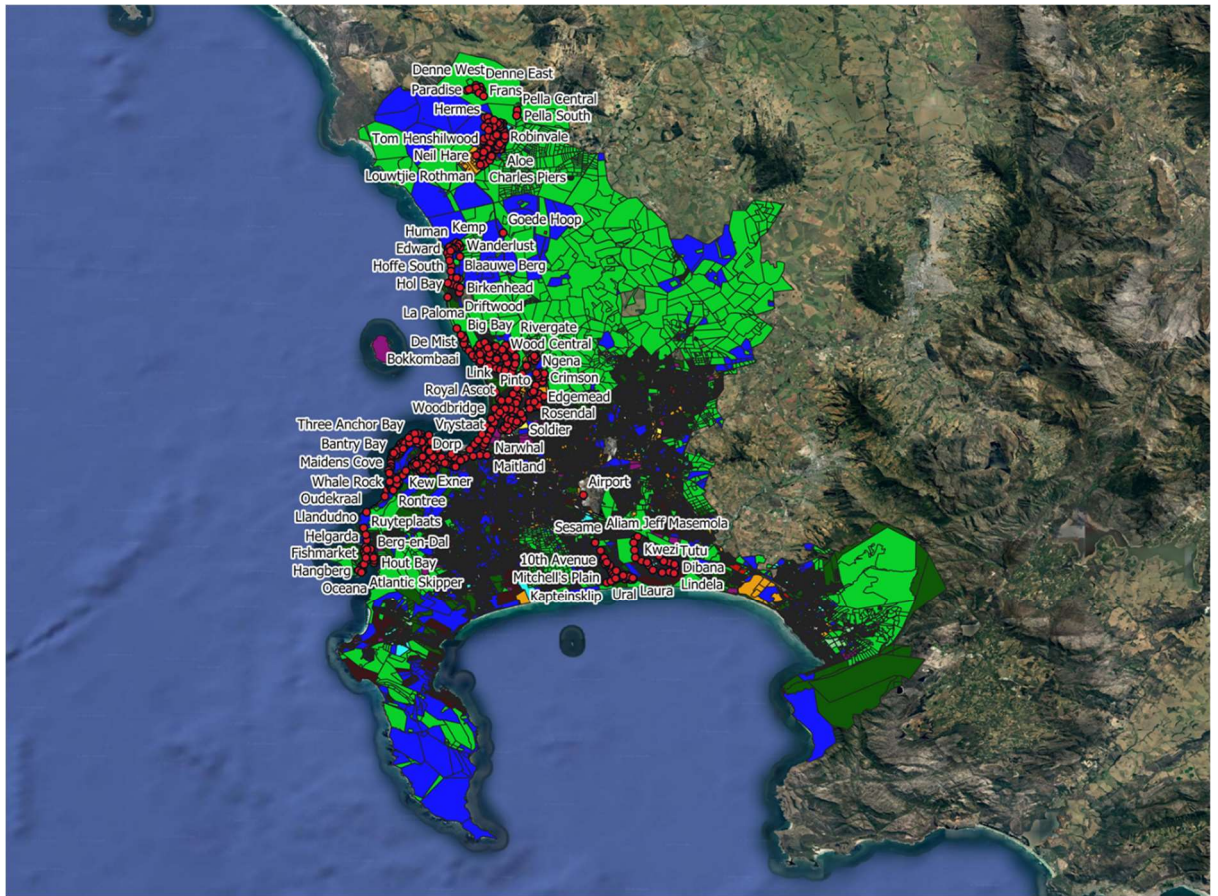 Denne West Denne East
Paradise Frans
Pella Central
Hermes Pella South
Tom Henshilwood Robinvale
Neil Hare Aloe
Louwtjie Rothman Charles Piers
Goede Hoop
Human Kemp
Edward Wanderlust
Hoffe South Blaauwe Berg
Hol Bay Birkenhead
La Paloma Driftwood
Big Bay Rivergate
De Mist Wood Central
Bokkombaai Ngena
Link Pinto Crimson
Royal Ascot Edgemead
Woodbridge Rosendal
Three Anchor Bay Vrystaat Soldier
Bantry Bay Dorp Narwhal
Maidens Cove Maitland
Whale Rock Kew Exner Airport
Oudekraal Rontree
Llandudno Ruyteplaats Sesame Aliam Jeff Masemola
Helgarda Berg-en-Dal
Fishmarket Hout Bay 10th Avenue Kwezi Tutu
Hangberg Mitchell's Plain Dibana
Oceana Atlantic Skipper Kapteinsklip Ural Laura Lindela